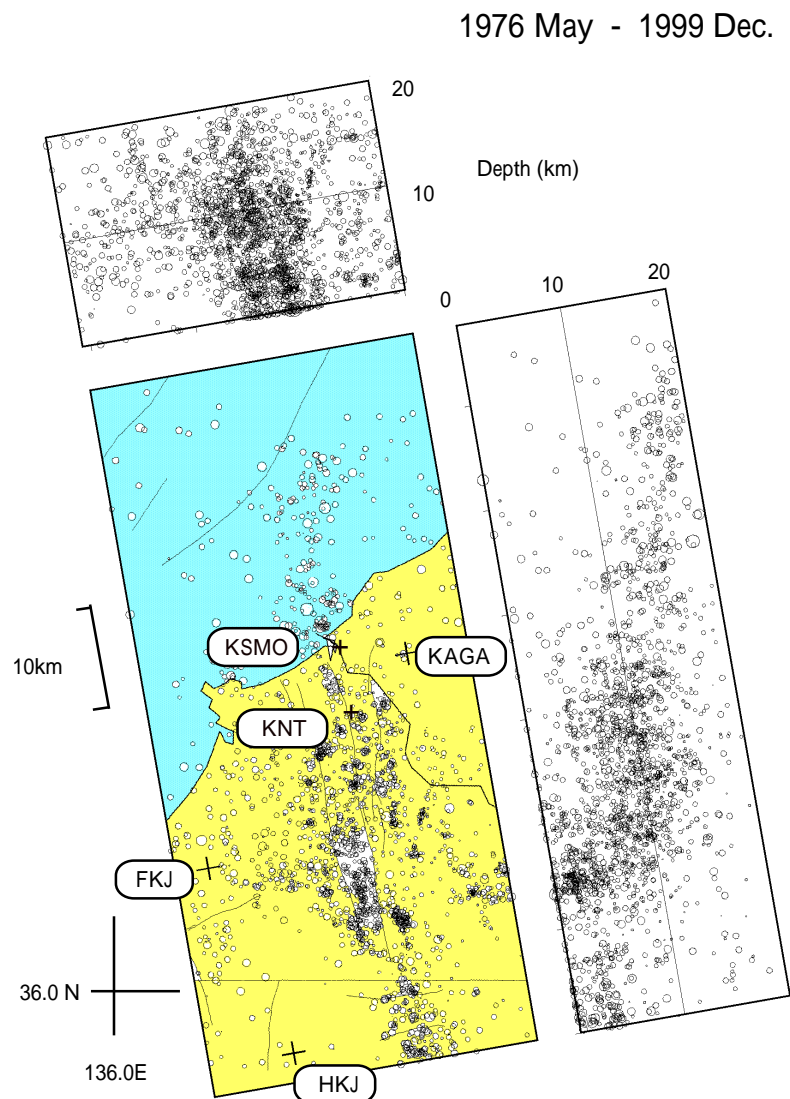 1976 May - 1999 Dec.
20
Depth (km)
10
0
10
20
10km
KSMO
KAGA
KNT
FKJ
36.0 N
136.0E
HKJ